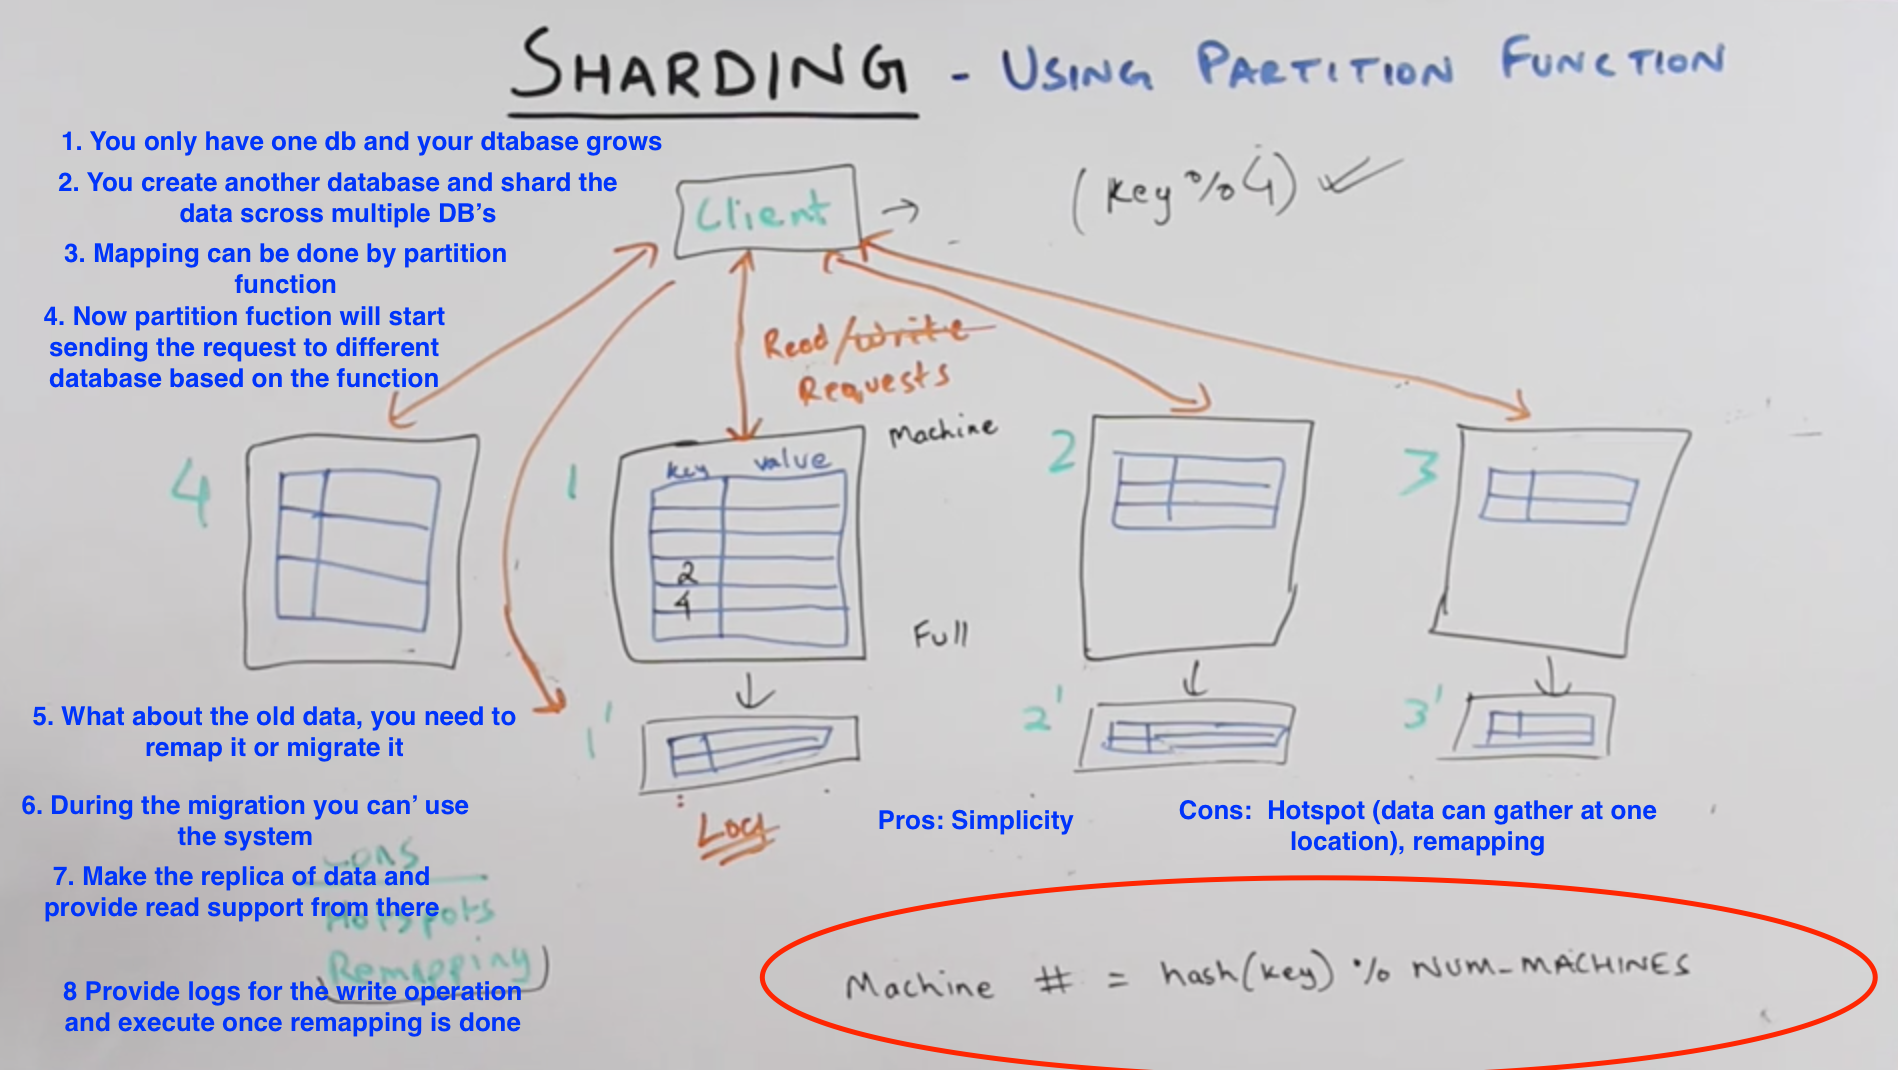 SHARDING - USING PARTITION FUNCTION
1. You only have one db and your dtabase grows
2. You create another database and shard the
data scross multiple DB's
3. Mapping can be done by partition
function
4. Now partition fuction will start
sending the request to different
database based on the function
Client
(key % 4)
Read/Write
Requests
Machine
4
1
key value
2
4
Full
2
3
5. What about the old data, you need to
remap it or migrate it
1'
2'
3'
Log
6. During the migration you can' use
the system
Pros: Simplicity
Cons: Hotspot (data can gather at one
location), remapping
Cons
7. Make the replica of data and
provide read support from there
Hotspots
Remapping
8 Provide logs for the write operation
and execute once remapping is done
Machine # = hash(key) % NUM-MACHINES